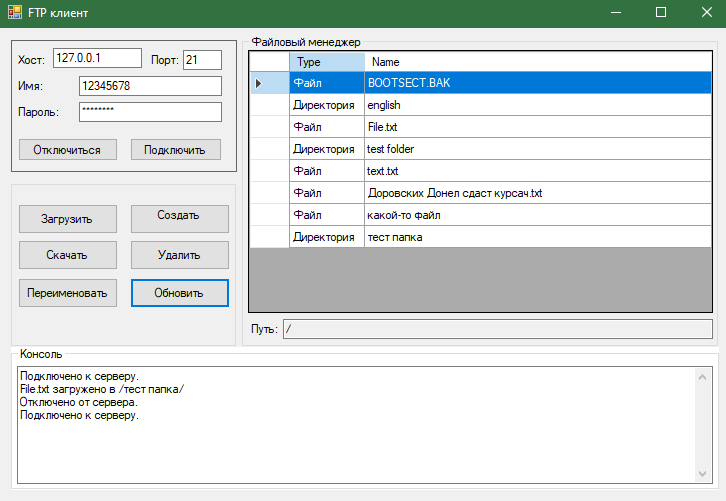 FTP клиент
Хост: 127.0.0.1 Порт: 21
Имя: 12345678
Пароль: ********
Отключиться Подключить
Загрузить Создать
Скачать Удалить
Переименовать Обновить
Файловый менеджер
Type Name
Файл BOOTSECT.BAK
Директория english
Файл File.txt
Директория test folder
Файл text.txt
Файл Доровских Донел сдаст курсач.txt
Файл какой-то файл
Директория тест папка
Путь: /
Консоль
Подключено к серверу.
File.txt загружено в /тест папка/
Отключено от сервера.
Подключено к серверу.